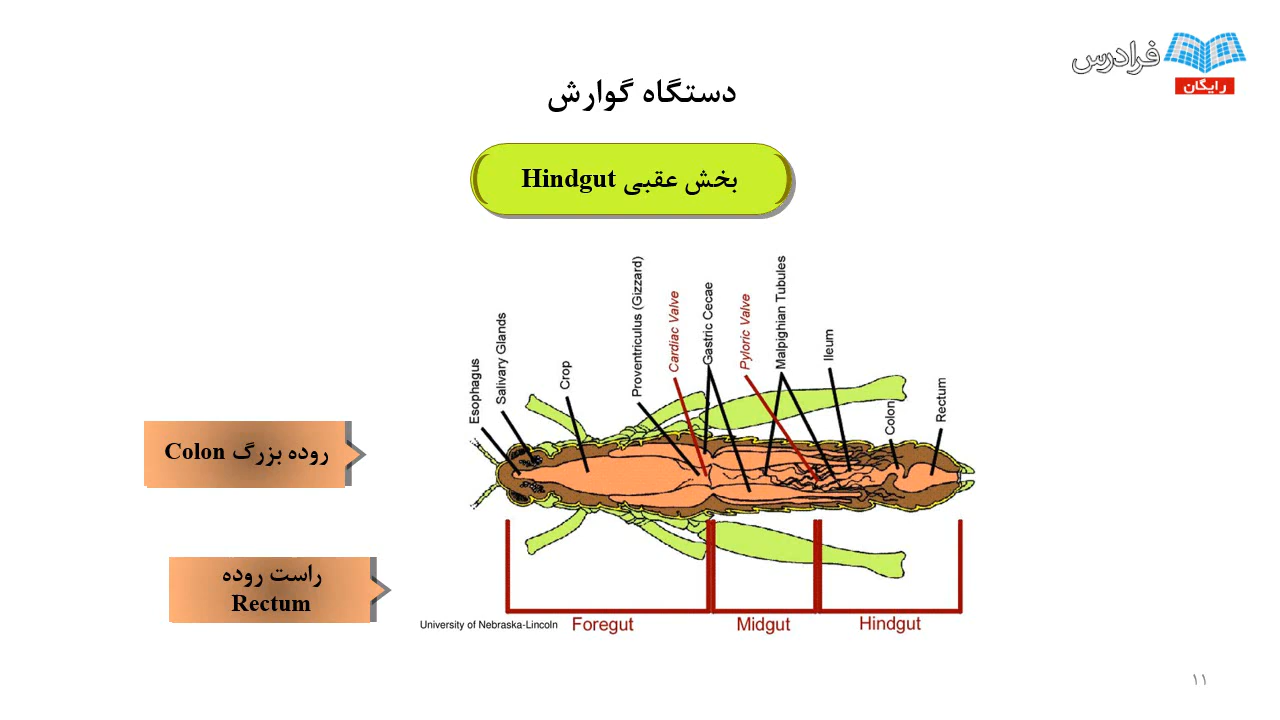 فرادرس
رایگان
دستگاه گوارش
بخش عقبی Hindgut
Esophagus
Salivary Glands
Crop
Proventriculus (Gizzard)
Cardiac Valve
Gastric Cecae
Pyloric Valve
Malpighian Tubules
Ileum
Colon
Rectum
روده بزرگ Colon
راست روده
Rectum
University of Nebraska-Lincoln
Foregut
Midgut
Hindgut
۱۱